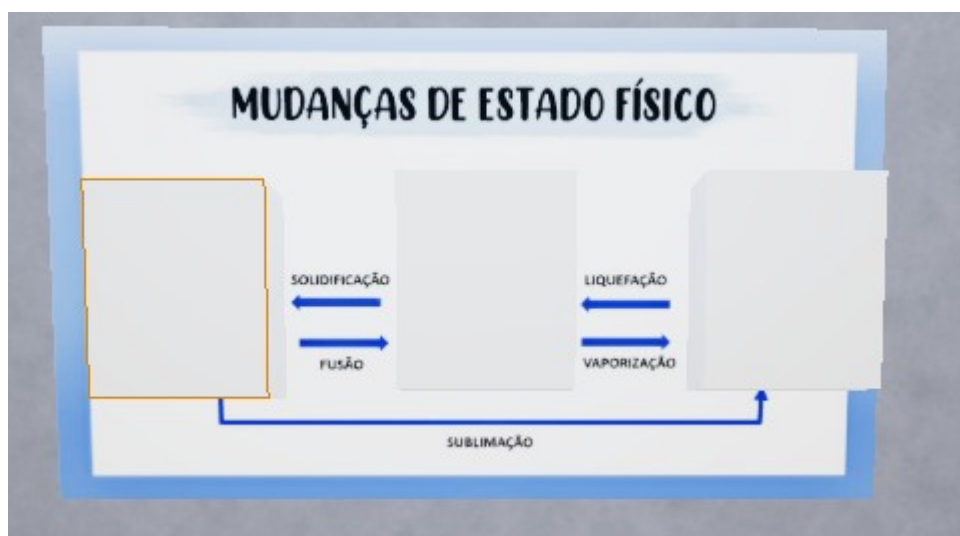 MUDANÇAS DE ESTADO FÍSICO
SOLIDIFICAÇÃO
LIQUEFAÇÃO
FUSÃO
VAPORIZAÇÃO
SUBLIMAÇÃO